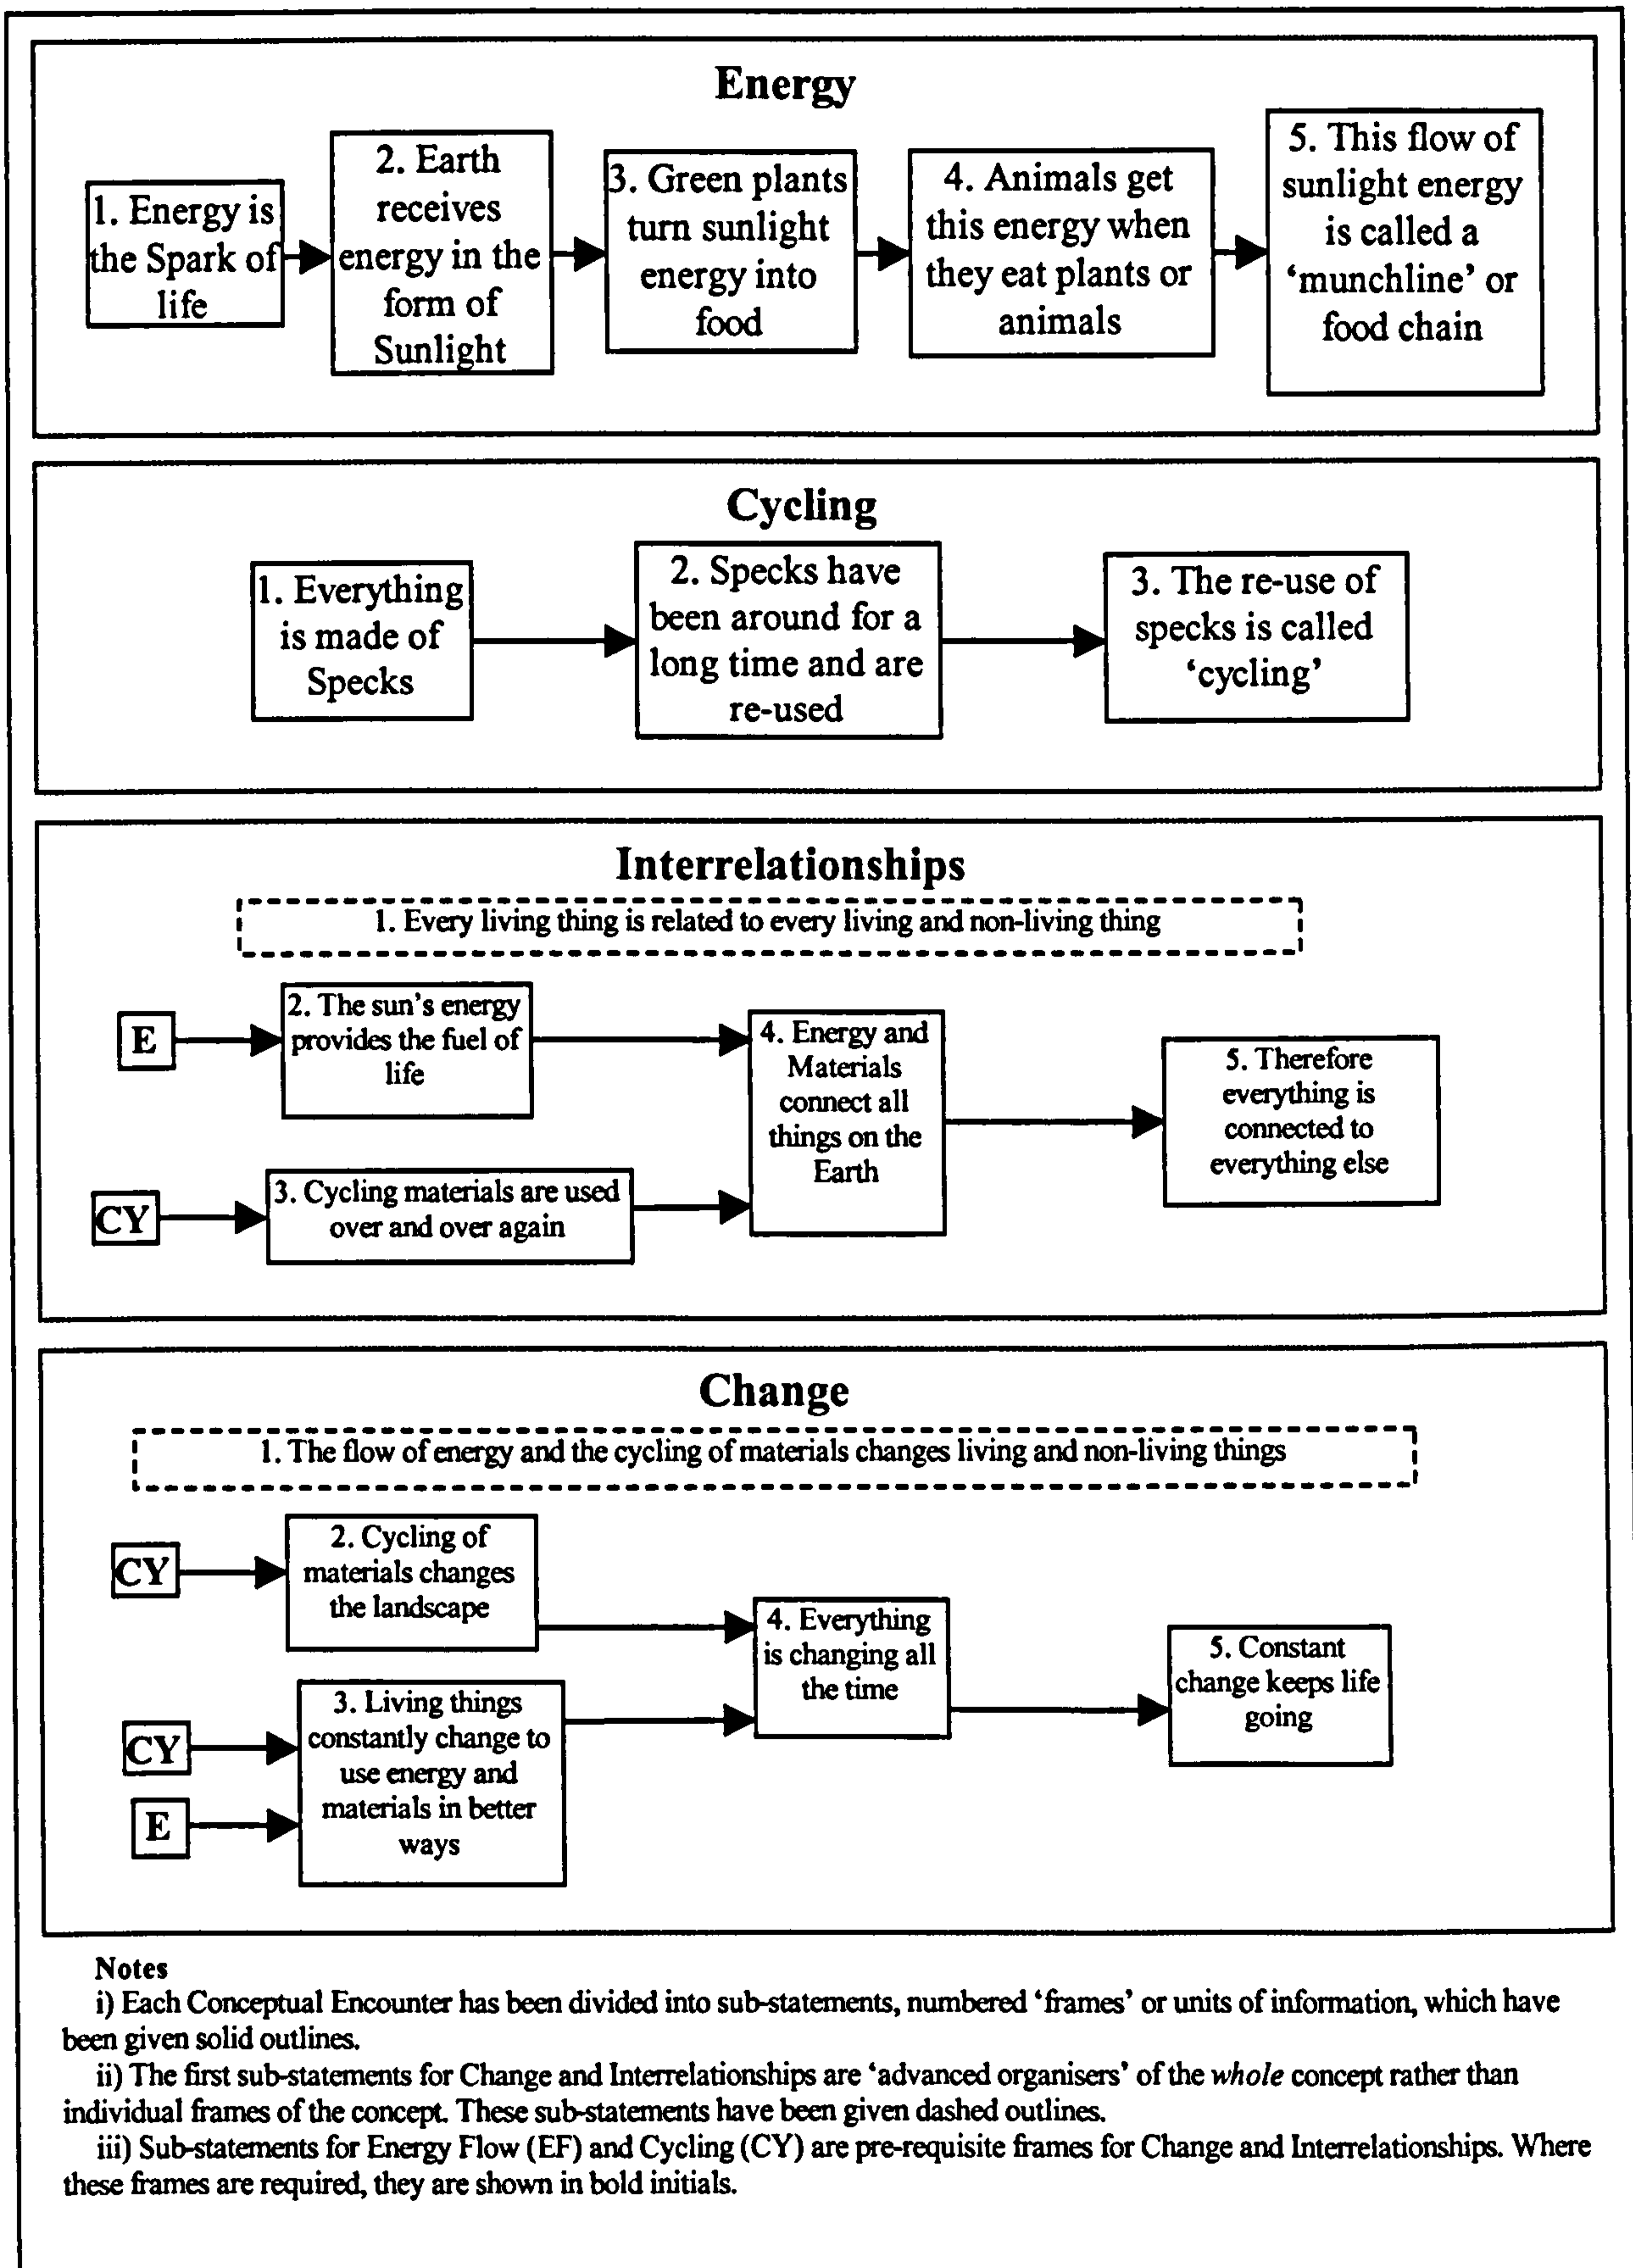 Energy
1. Energy is
the Spark of
life
2. Earth
receives
energy in the
form of
Sunlight
3. Green plants
turn sunlight
energy into
food
4. Animals get
this energy when
they eat plants or
animals
5. This flow of
sunlight energy
is called a
‘munchline’ or
food chain
Cycling
1. Everything
is made of
Specks
2. Specks have
been around for a
long time and are
re-used
3. The re-use of
specks is called
‘cycling’
Interrelationships
1. Every living thing is related to every living and non-living thing
E
2. The sun's energy
provides the fuel of
life
CY
3. Cycling materials are used
over and over again
4. Energy and
Materials
connect all
things on the
Earth
5. Therefore
everything is
connected to
everything else
Change
1. The flow of energy and the cycling of materials changes living and non-living things
CY
2. Cycling of
materials changes
the landscape
CY
E
3. Living things
constantly change to
use energy and
materials in better
ways
4. Everything
is changing all
the time
5. Constant
change keeps life
going
Notes
i) Each Conceptual Encounter has been divided into sub-statements, numbered ‘frames’ or units of information, which have
been given solid outlines.
ii) The first sub-statements for Change and Interrelationships are ‘advanced organisers’ of the whole concept rather than
individual frames of the concept. These sub-statements have been given dashed outlines.
iii) Sub-statements for Energy Flow (EF) and Cycling (CY) are pre-requisite frames for Change and Interrelationships. Where
these frames are required, they are shown in bold initials.